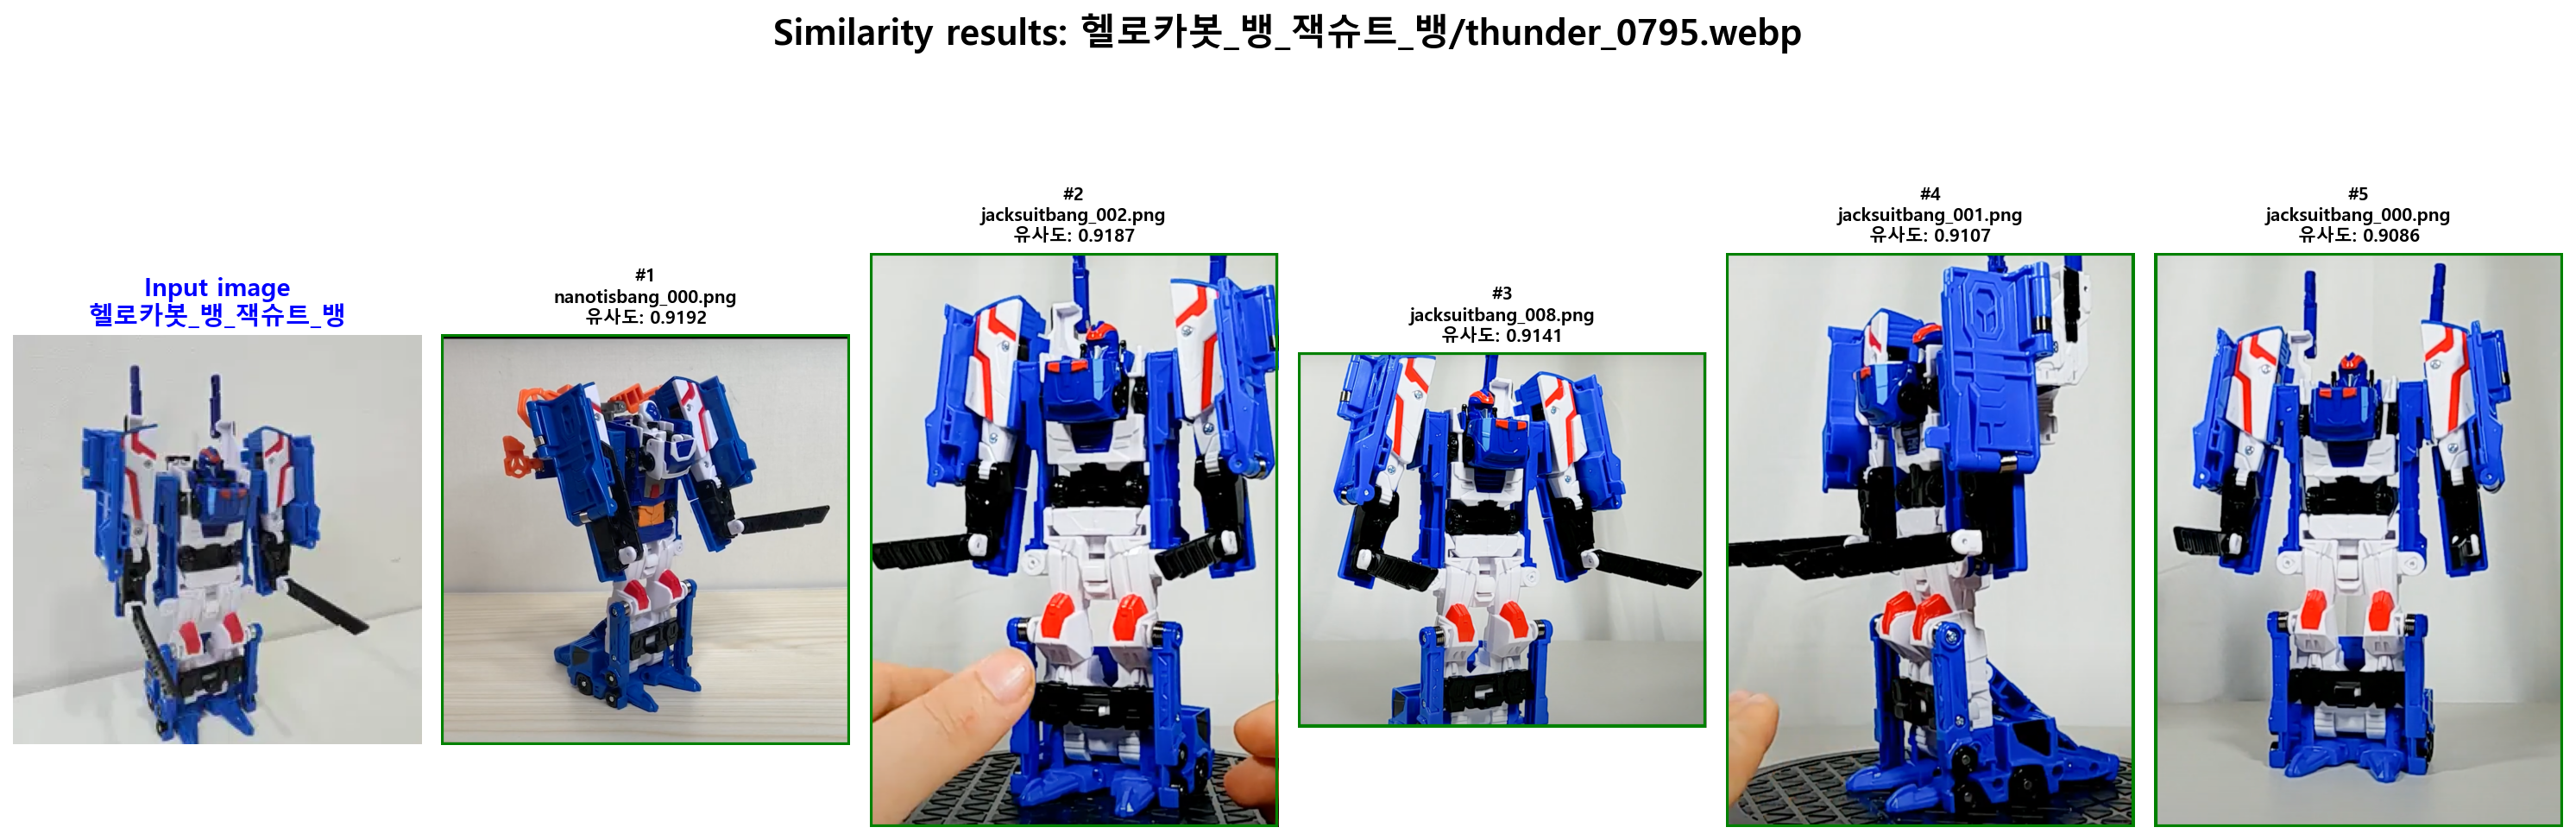 Similarity results: 헬로카봇_뱅_잭슈트_뱅/thunder_0795.webp
Input image
헬로카봇_뱅_잭슈트_뱅
#1
nanotisbang_000.png
유사도: 0.9192
#2
jacksuitbang_002.png
유사도: 0.9187
#3
jacksuitbang_008.png
유사도: 0.9141
#4
jacksuitbang_001.png
유사도: 0.9107
#5
jacksuitbang_000.png
유사도: 0.9086